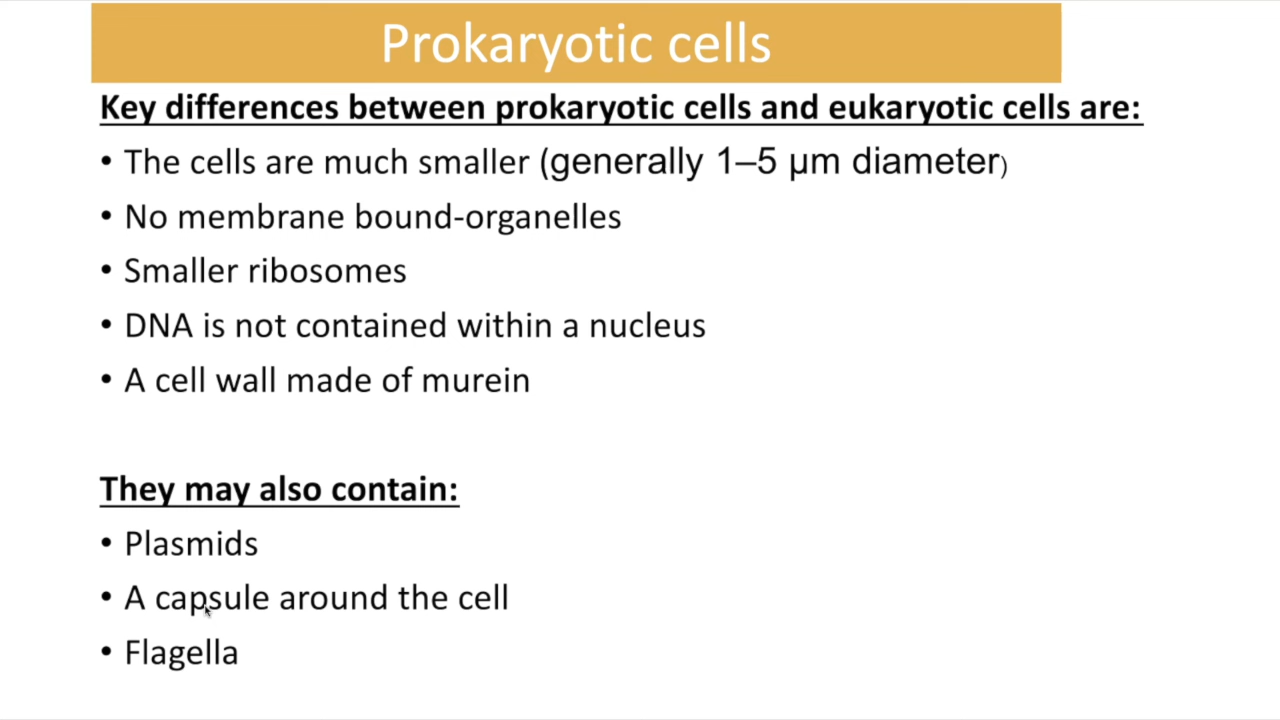 Prokaryotic cells
Key differences between prokaryotic cells and eukaryotic cells are:
• The cells are much smaller (generally 1–5 µm diameter)
• No membrane bound-organelles
• Smaller ribosomes
• DNA is not contained within a nucleus
• A cell wall made of murein
They may also contain:
• Plasmids
• A capsule around the cell
• Flagella